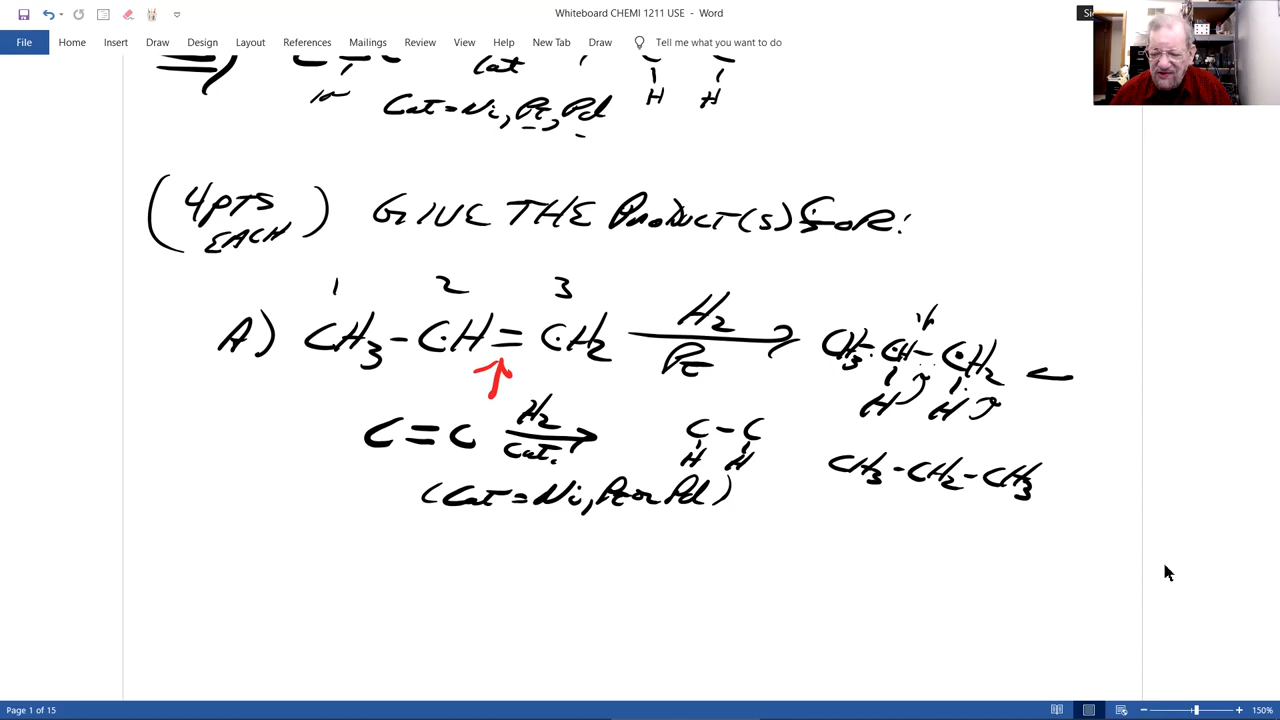 Whiteboard CHEMI 1211 USE - Word
File Home Insert Draw Design Layout References Mailings Review View Help New Tab Draw Tell me what you want to do
Cat
H H
Cat=Ni, Pt, Pd
(4PTS EACH) GIVE THE PRODUCT(S) FOR:
1 2 3
A) CH3-CH=CH2 H2 Pt CH3-CH-CH2
H H
C=C H2 Cat. C-C
H H
CH3-CH2-CH3
(Cat=Ni, Pt or Pd)
Page 1 of 15 150%